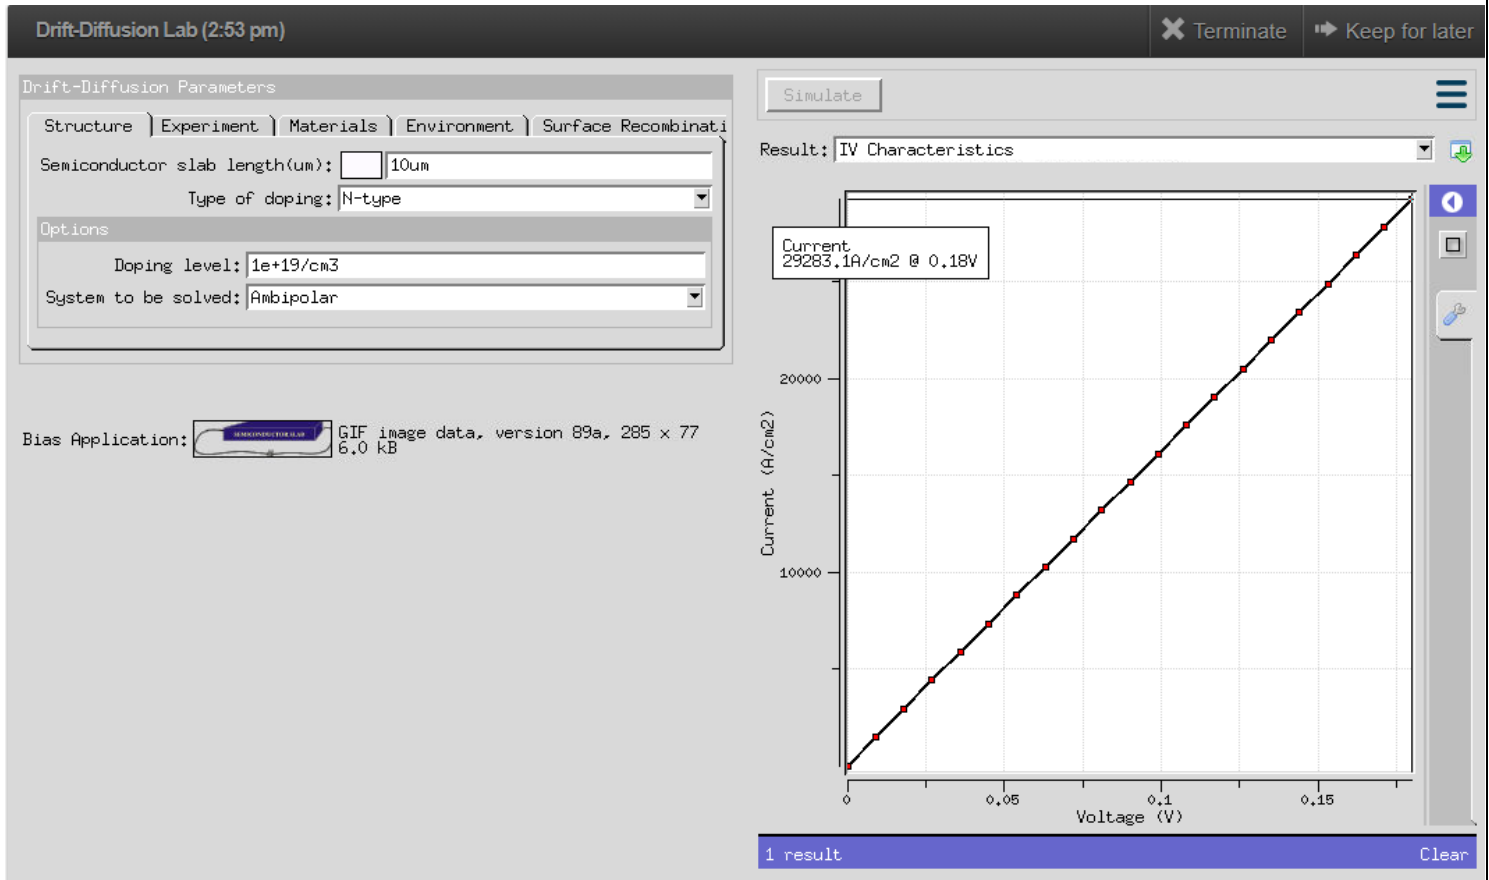 Drift-Diffusion Lab (2:53 pm)
Terminate
Keep for later
Drift-Diffusion Parameters
Structure
Experiment
Materials
Environment
Surface Recombinati
Semiconductor slab length(um):
10um
Type of doping:
N-type
Options
Doping level:
1e+19/cm3
System to be solved:
Ambipolar
Bias Application:
SEMICONDUCTOR SLAB
GIF image data, version 89a, 285 x 77
6.0 kB
Simulate
Result:
IV Characteristics
Current
29283.1A/cm2 @ 0.18V
20000
10000
Current (A/cm2)
0
0.05
0.1
0.15
Voltage (V)
1 result
Clear